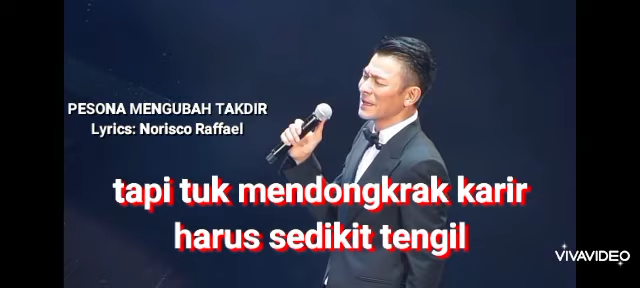 PESONA MENGUBAH TAKDIR
Lyrics: Norisco Raffael
tapi tuk mendongkrak karir
harus sedikit tengil
VIVAVIDEO